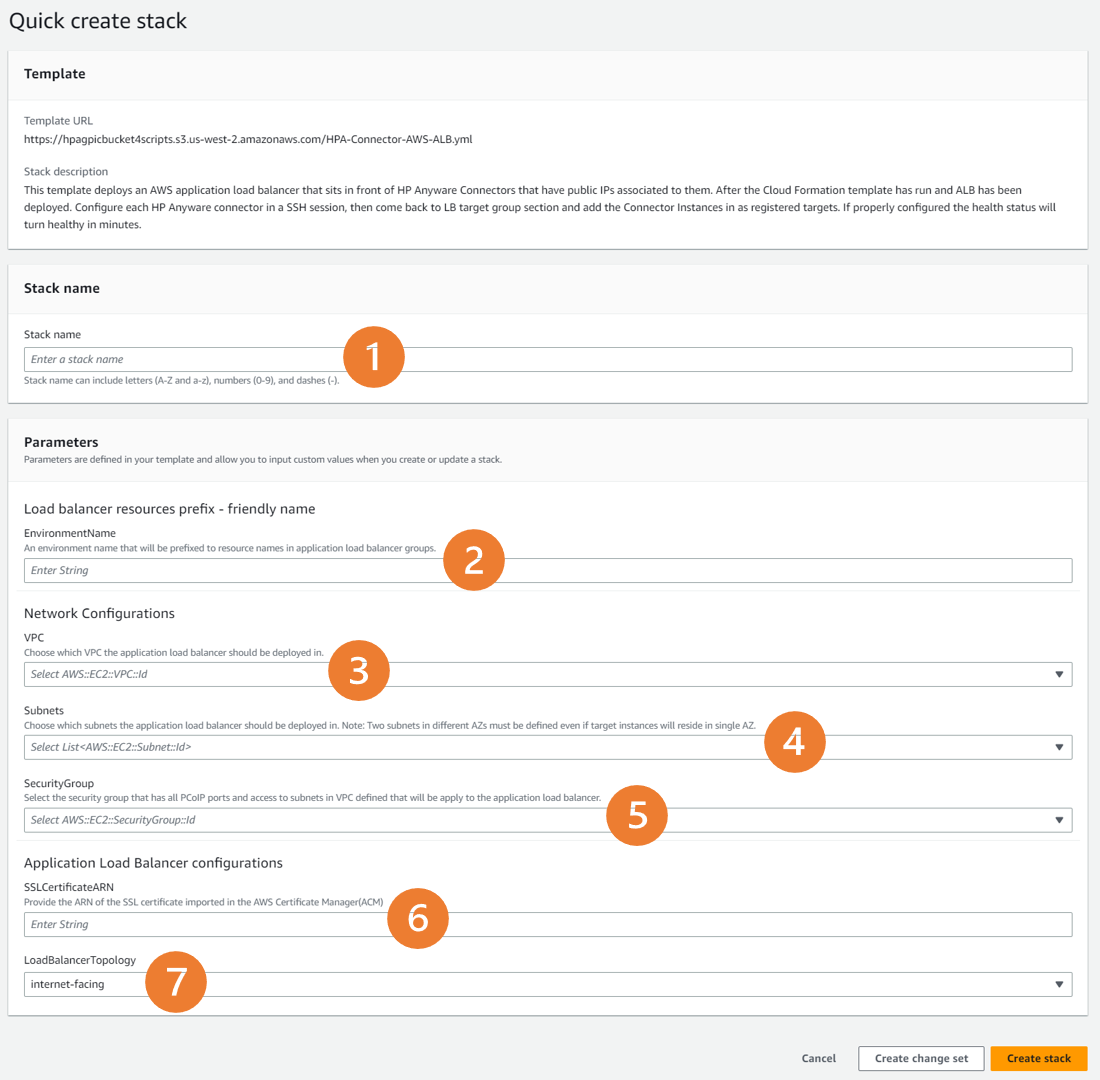 Quick create stack
Template
Template URL
https://hpagpicbucket4scripts.s3.us-west-2.amazonaws.com/HPA-Connector-AWS-ALB.yml
Stack description
This template deploys an AWS application load balancer that sits in front of HP Anyware Connectors that have public IPs associated to them. After the Cloud Formation template has run and ALB has been
deployed. Configure each HP Anyware connector in a SSH session, then come back to LB target group section and add the Connector Instances in as registered targets. If properly configured the health status will
turn healthy in minutes.
Stack name
Stack name
1
Enter a stack name
Stack name can include letters (A-Z and a-z), numbers (0-9), and dashes (-).
Parameters
Parameters are defined in your template and allow you to input custom values when you create or update a stack.
Load balancer resources prefix - friendly name
EnvironmentName
An environment name that will be prefixed to resource names in application load balancer groups.
2
Enter String
Network Configurations
VPC
Choose which VPC the application load balancer should be deployed in.
3
Select AWS::EC2::VPC::Id
Subnets
Choose which subnets the application load balancer should be deployed in. Note: Two subnets in different AZs must be defined even if target instances will reside in single AZ.
4
Select List<AWS::EC2::Subnet::Id>
SecurityGroup
Select the security group that has all PCoIP ports and access to subnets in VPC defined that will be apply to the application load balancer.
5
Select AWS::EC2::SecurityGroup::Id
Application Load Balancer configurations
SSLCertificateARN
Provide the ARN of the SSL certificate imported in the AWS Certificate Manager(ACM)
6
Enter String
LoadBalancerTopology
7
internet-facing
Cancel
Create change set
Create stack